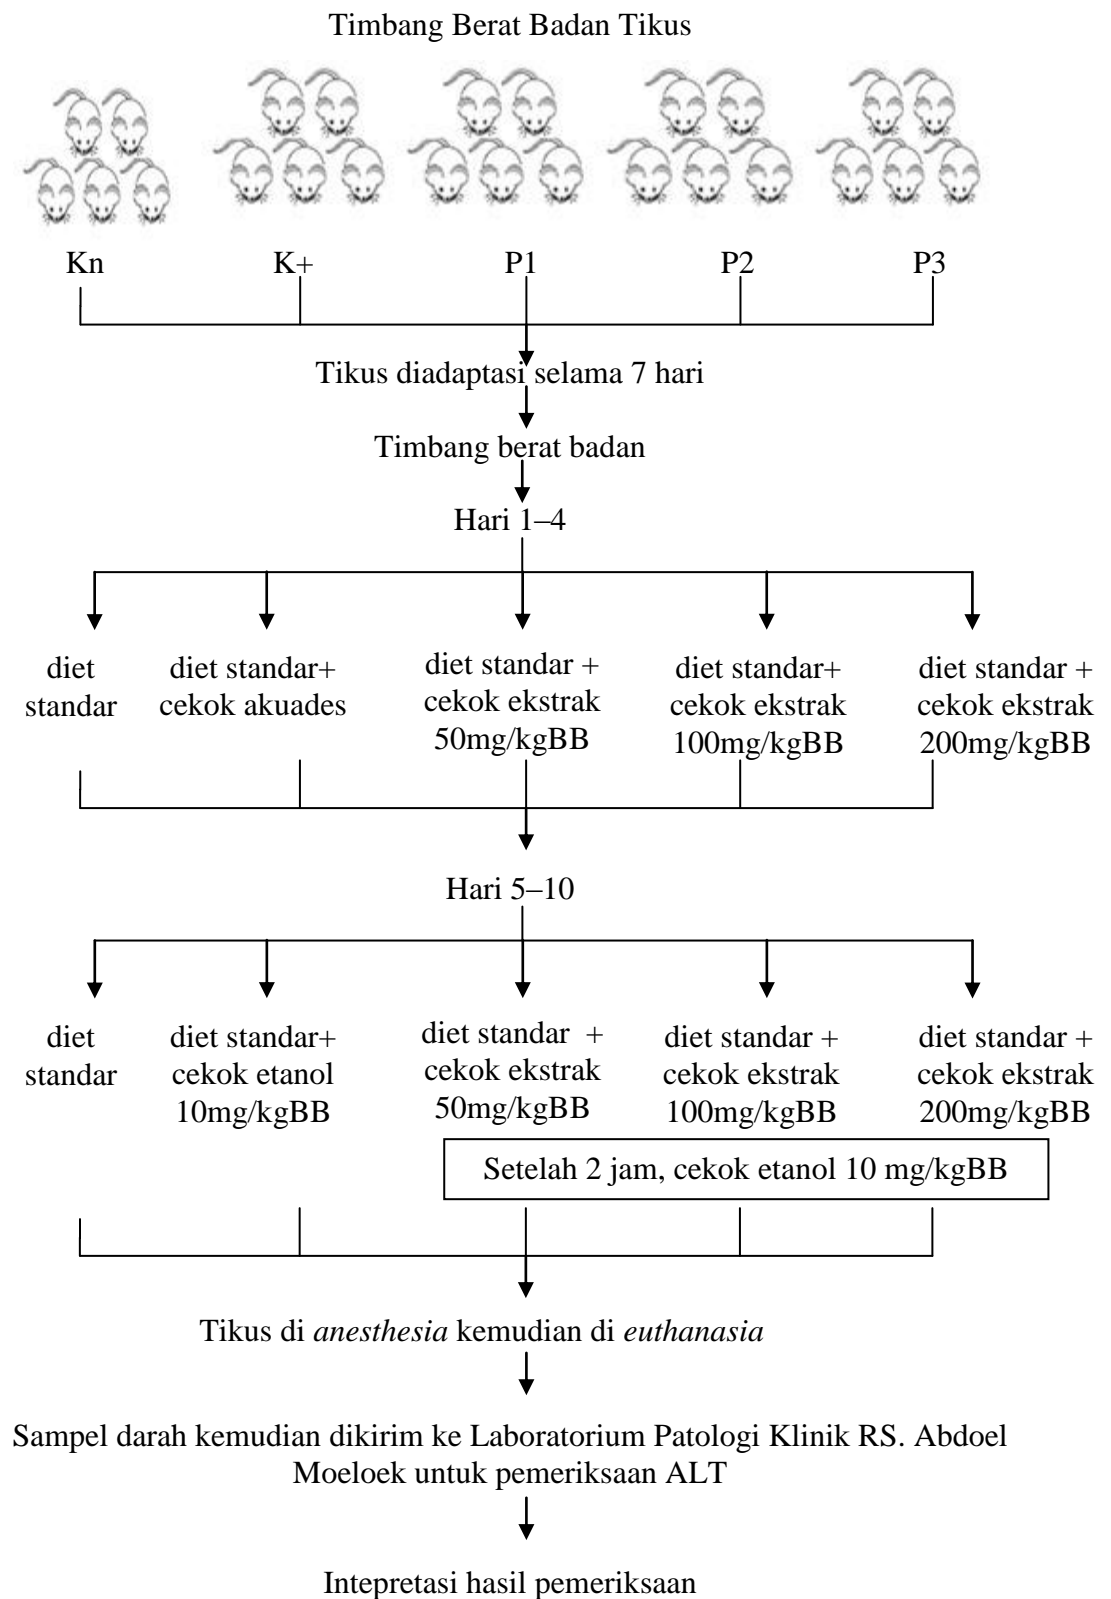 Timbang Berat Badan Tikus
Kn K+ P1 P2 P3
Tikus diadaptasi selama 7 hari
Timbang berat badan
Hari 1–4
diet
standar
diet standar+
cekok akuades
diet standar +
cekok ekstrak
50mg/kgBB
diet standar+
cekok ekstrak
100mg/kgBB
diet standar +
cekok ekstrak
200mg/kgBB
Hari 5–10
diet
standar
diet standar+
cekok etanol
10mg/kgBB
diet standar +
cekok ekstrak
50mg/kgBB
diet standar +
cekok ekstrak
100mg/kgBB
diet standar +
cekok ekstrak
200mg/kgBB
Setelah 2 jam, cekok etanol 10 mg/kgBB
Tikus di anesthesia kemudian di euthanasia
Sampel darah kemudian dikirim ke Laboratorium Patologi Klinik RS. Abdoel
Moeloek untuk pemeriksaan ALT
Intepretasi hasil pemeriksaan